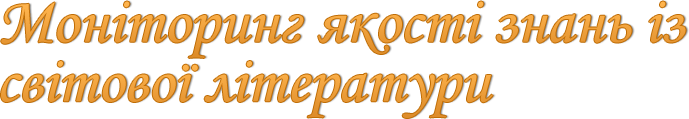 Моніторинг якості знань із
світової літератури